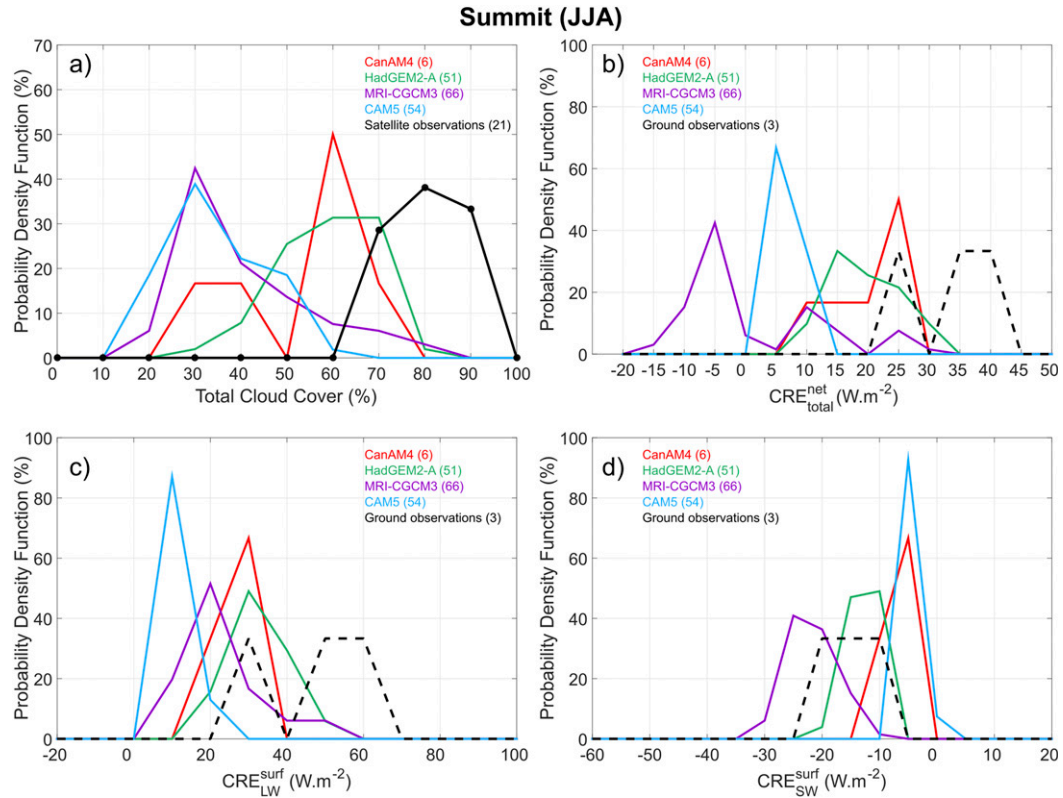 Summit (JJA)
a)
CanAM4 (6)
HadGEM2-A (51)
MRI-CGCM3 (66)
CAM5 (54)
Satellite observations (21)
Probability Density Function (%)
70
60
50
40
30
20
10
0
0 10 20 30 40 50 60 70 80 90 100
Total Cloud Cover (%)
b)
CanAM4 (6)
HadGEM2-A (51)
MRI-CGCM3 (66)
CAM5 (54)
Ground observations (3)
Probability Density Function (%)
100
80
60
40
20
0
-20 -15 -10 -5 0 5 10 15 20 25 30 35 40 45 50
CRE net total (W.m-2)
c)
CanAM4 (6)
HadGEM2-A (51)
MRI-CGCM3 (66)
CAM5 (54)
Ground observations (3)
Probability Density Function (%)
100
80
60
40
20
0
-20 0 20 40 60 80 100
CRE surf LW (W.m-2)
d)
CanAM4 (6)
HadGEM2-A (51)
MRI-CGCM3 (66)
CAM5 (54)
Ground observations (3)
Probability Density Function (%)
100
80
60
40
20
0
-60 -50 -40 -30 -20 -10 0 10 20
CRE surf SW (W.m-2)